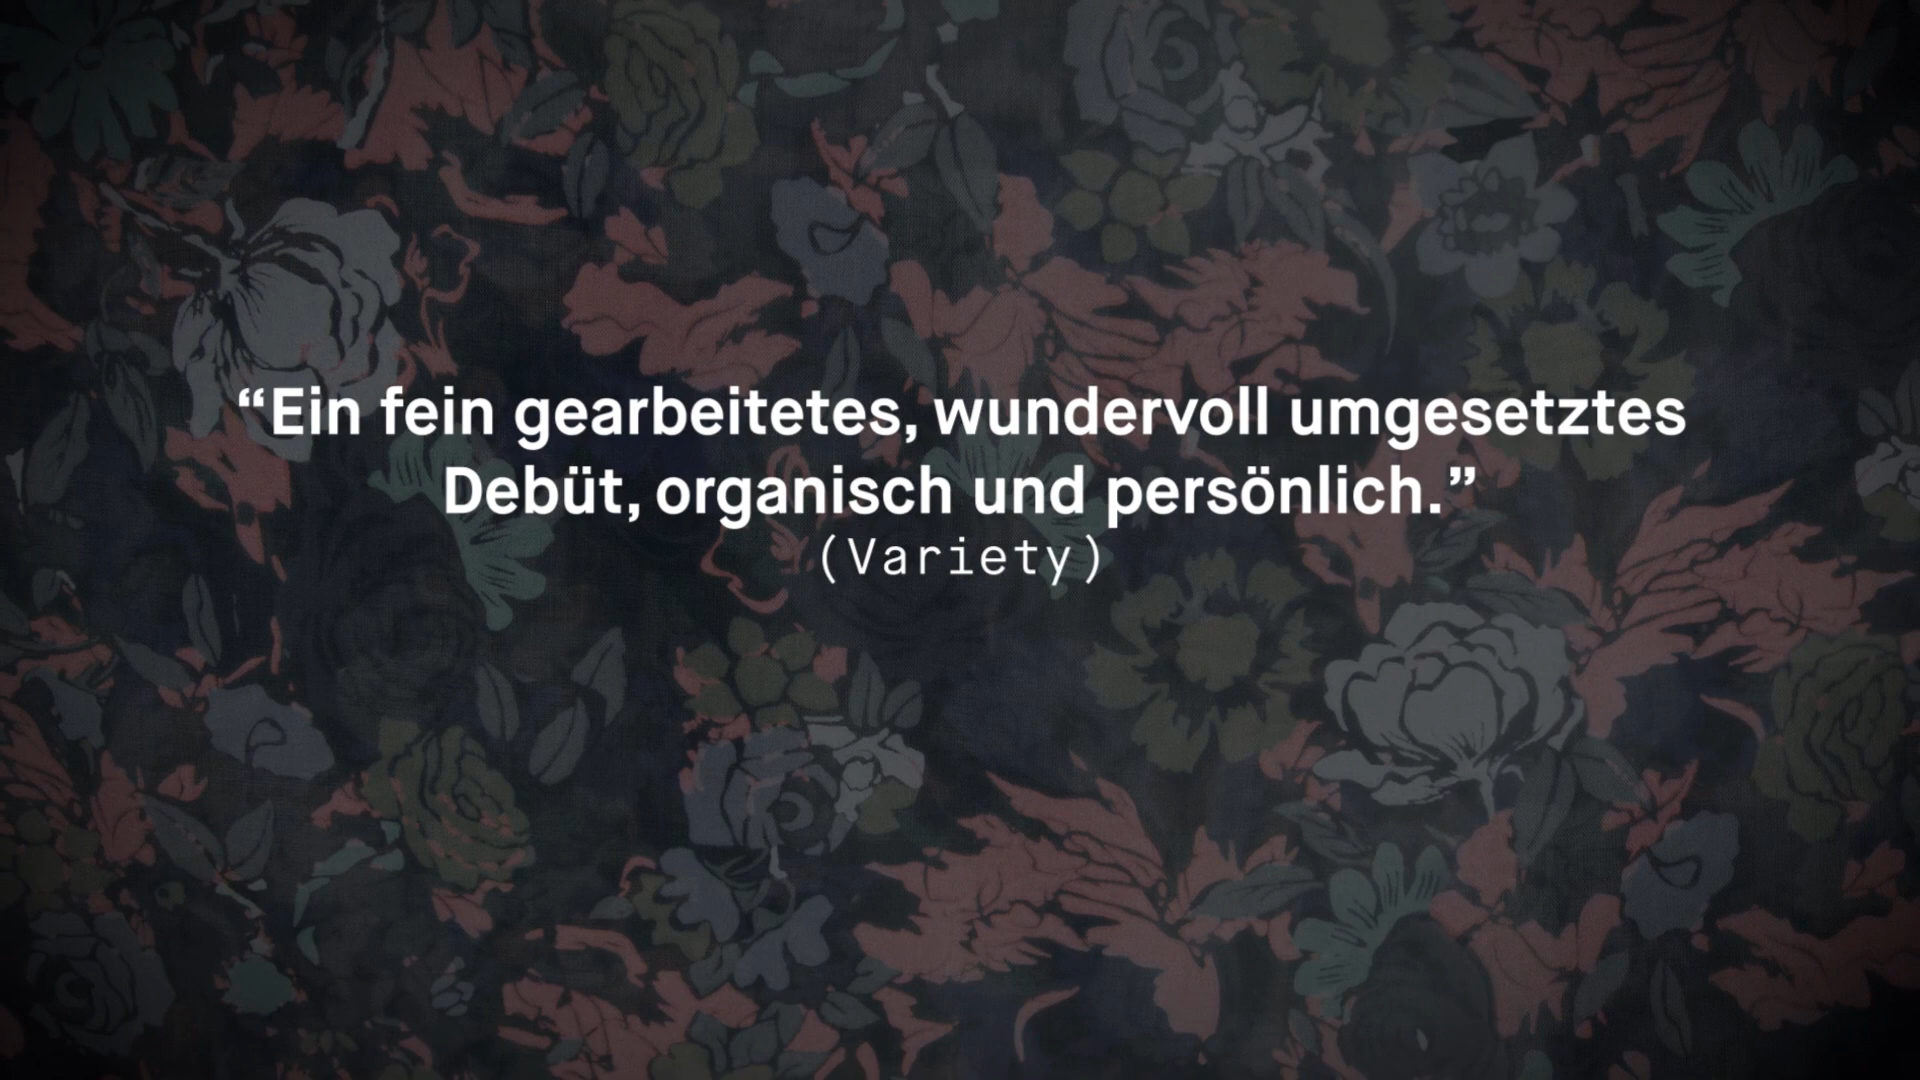 “Ein fein gearbeitetes, wundervoll umgesetztes
Debüt, organisch und persönlich.”
(Variety)